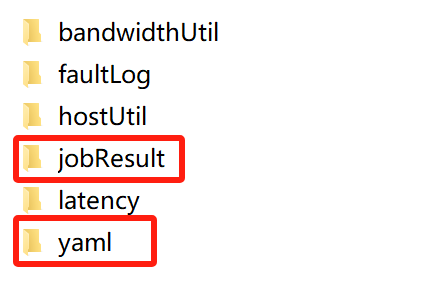 bandwidthUtil
faultLog
hostUtil
jobResult
latency
yaml